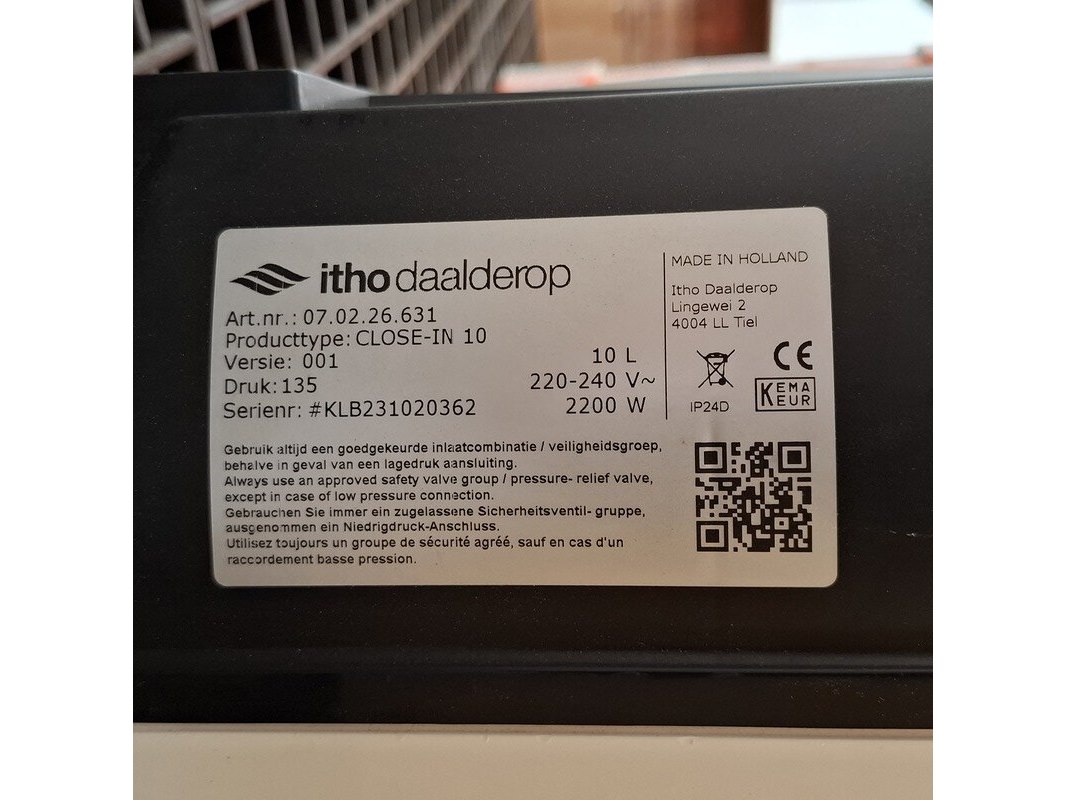 itho daalderop
Art.nr.: 07.02.26.631
Producttype: CLOSE-IN 10
Versie: 001
10 L
Druk: 135
220-240 V~
Serienr: #KLB231020362
2200 W
MADE IN HOLLAND
Itho Daalderop
Lingewei 2
4004 LL Tiel
CE
IP24D
KEMA
EUR
Gebruik altijd een goedgekeurde inlaatcombinatie / veiligheidsgroep,
behalve in geval van een lagedruk aansluiting.
Always use an approved safety valve group / pressure- relief valve,
except in case of low pressure connection.
Gebrauchen Sie immer ein zugelassene Sicherheitsventil- gruppe,
ausgenommen ein Niedrigdruck-Anschluss.
Utilisez toujours un groupe de sécurité agréé, sauf en cas d'un
raccordement basse pression.